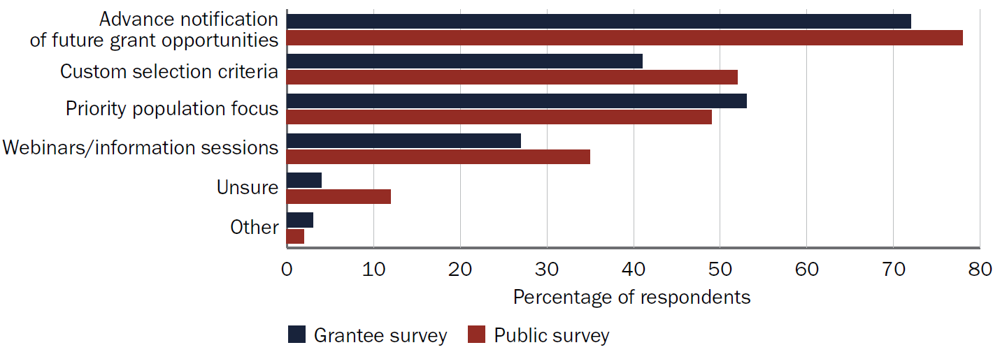 Advance notification
of future grant opportunities
Custom selection criteria
Priority population focus
Webinars/information sessions
Unsure
Other
0 10 20 30 40 50 60 70 80
Percentage of respondents
Grantee survey Public survey